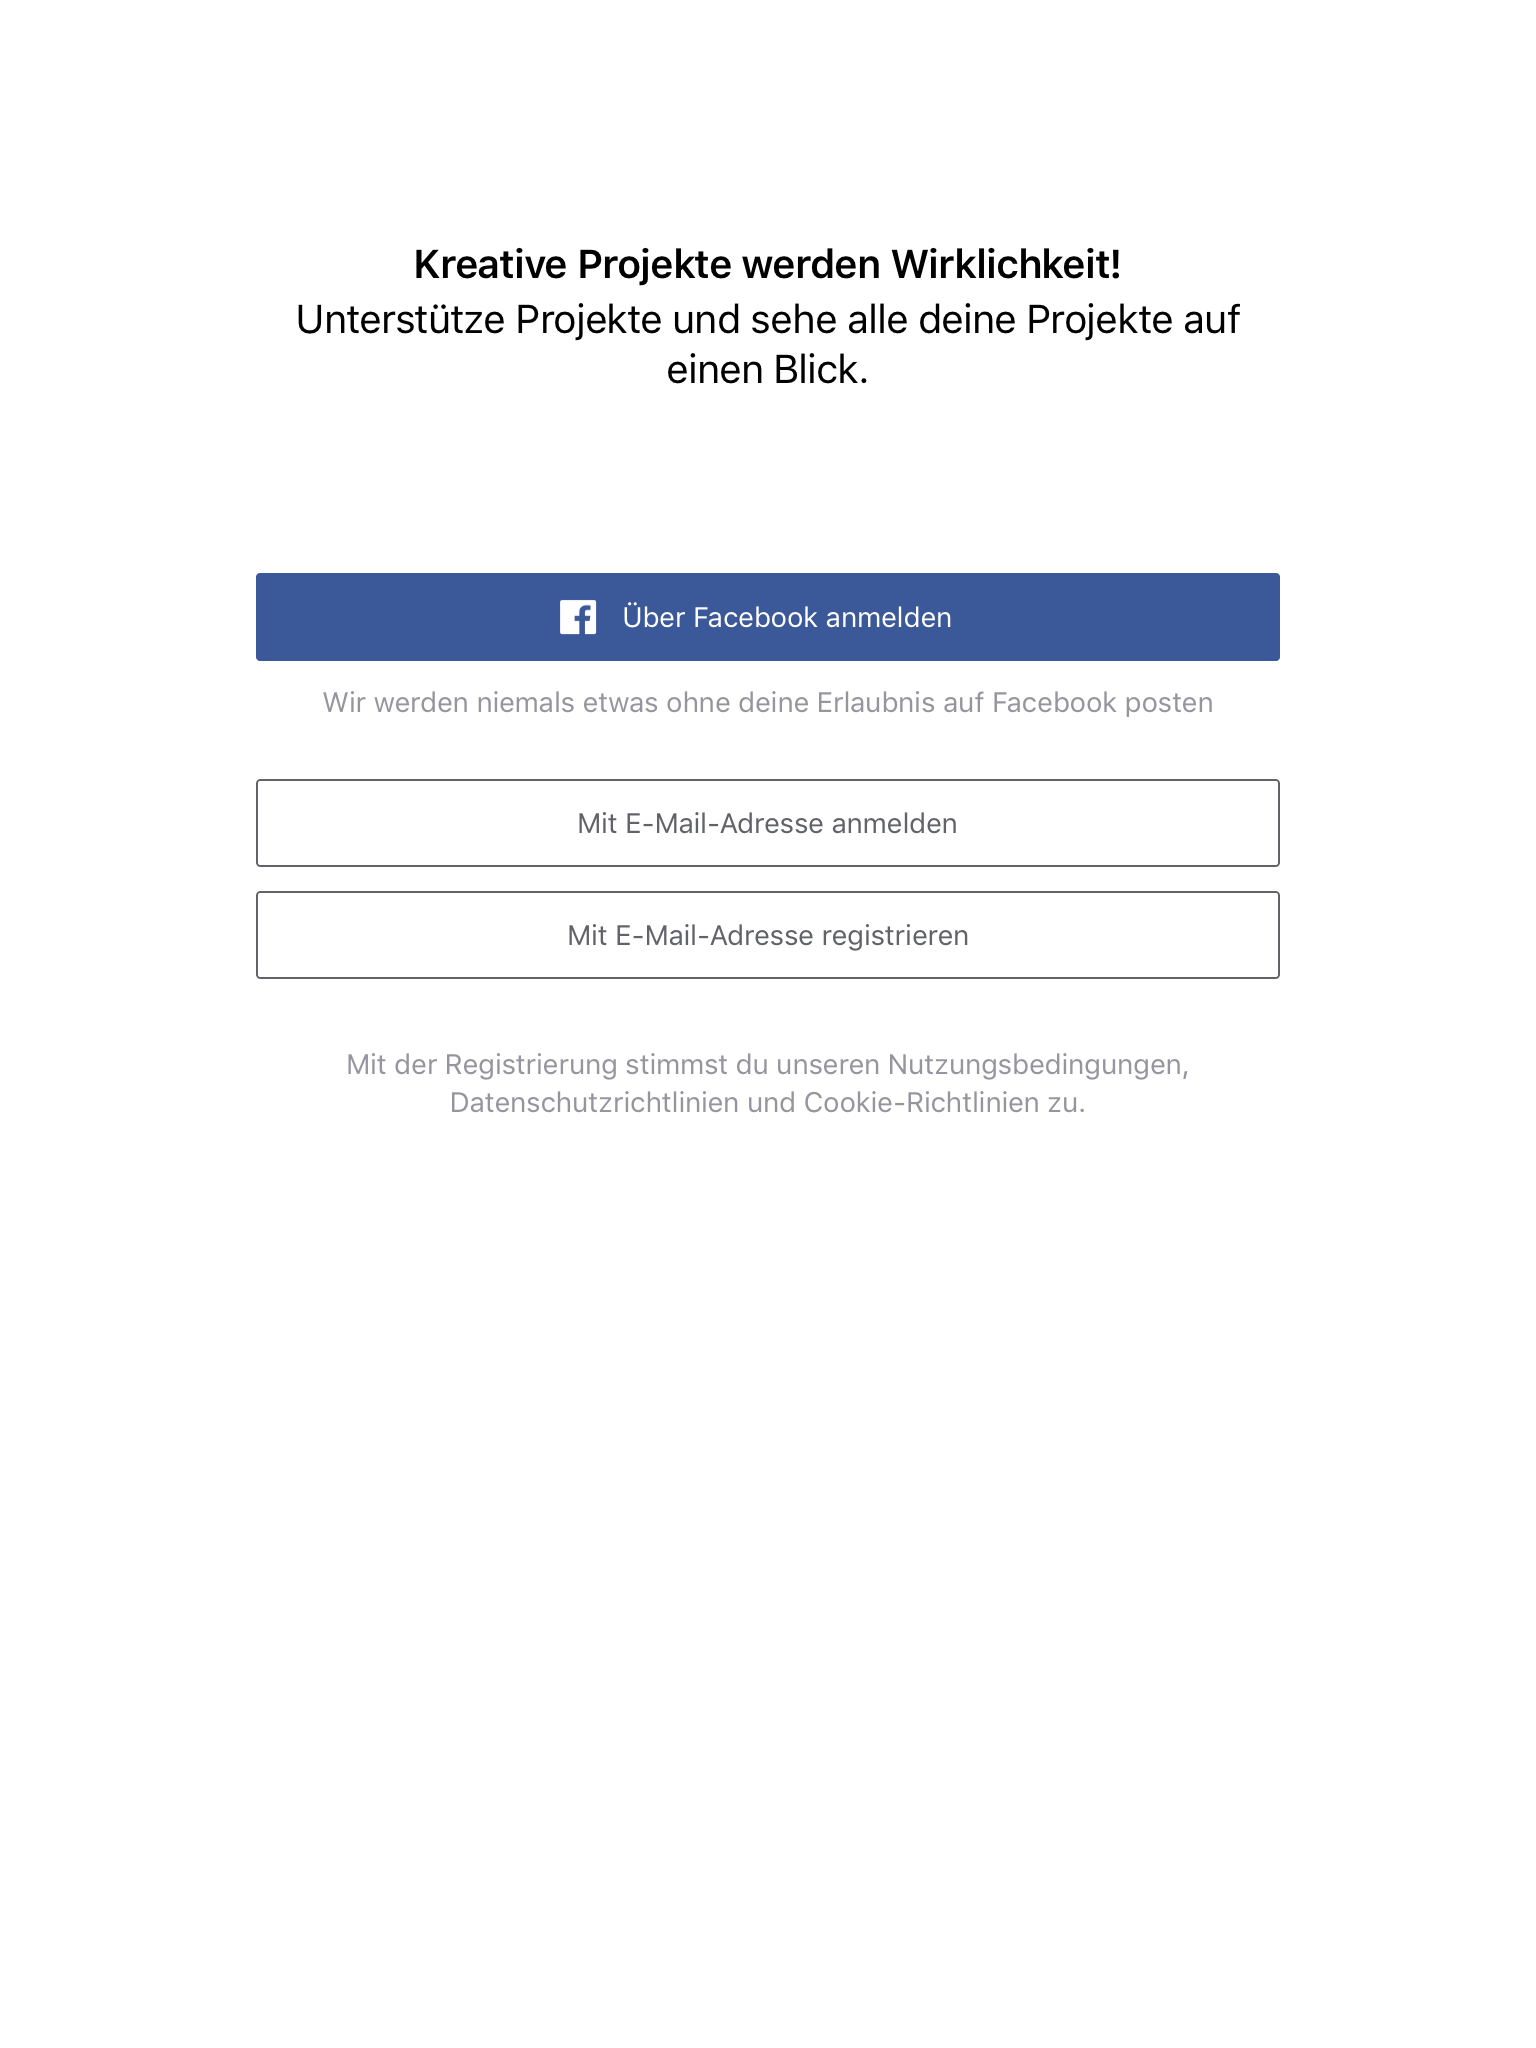 Kreative Projekte werden Wirklichkeit!
Unterstütze Projekte und sehe alle deine Projekte auf
einen Blick.
Über Facebook anmelden
Wir werden niemals etwas ohne deine Erlaubnis auf Facebook posten
Mit E-Mail-Adresse anmelden
Mit E-Mail-Adresse registrieren
Mit der Registrierung stimmst du unseren Nutzungsbedingungen,
Datenschutzrichtlinien und Cookie-Richtlinien zu.